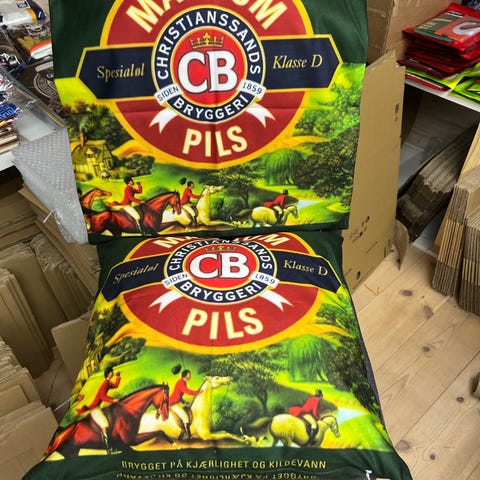 CHRISTIANSSANDS
Spesialøl
CB
Klasse D
SIDEN
1859
BRYGGERI
PILS
CHRISTIANSSANDS
Spesialøl
CB
Klasse D
SIDEN
1859
BRYGGERI
PILS
BRYGGET PÅ KJÆRLIGHET OG KILDEVANN